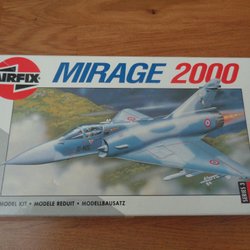 AIRFIX
MIRAGE 2000
MODEL KIT • MODELE REDUIT • MODELLBAUSATZ
SERIES 3